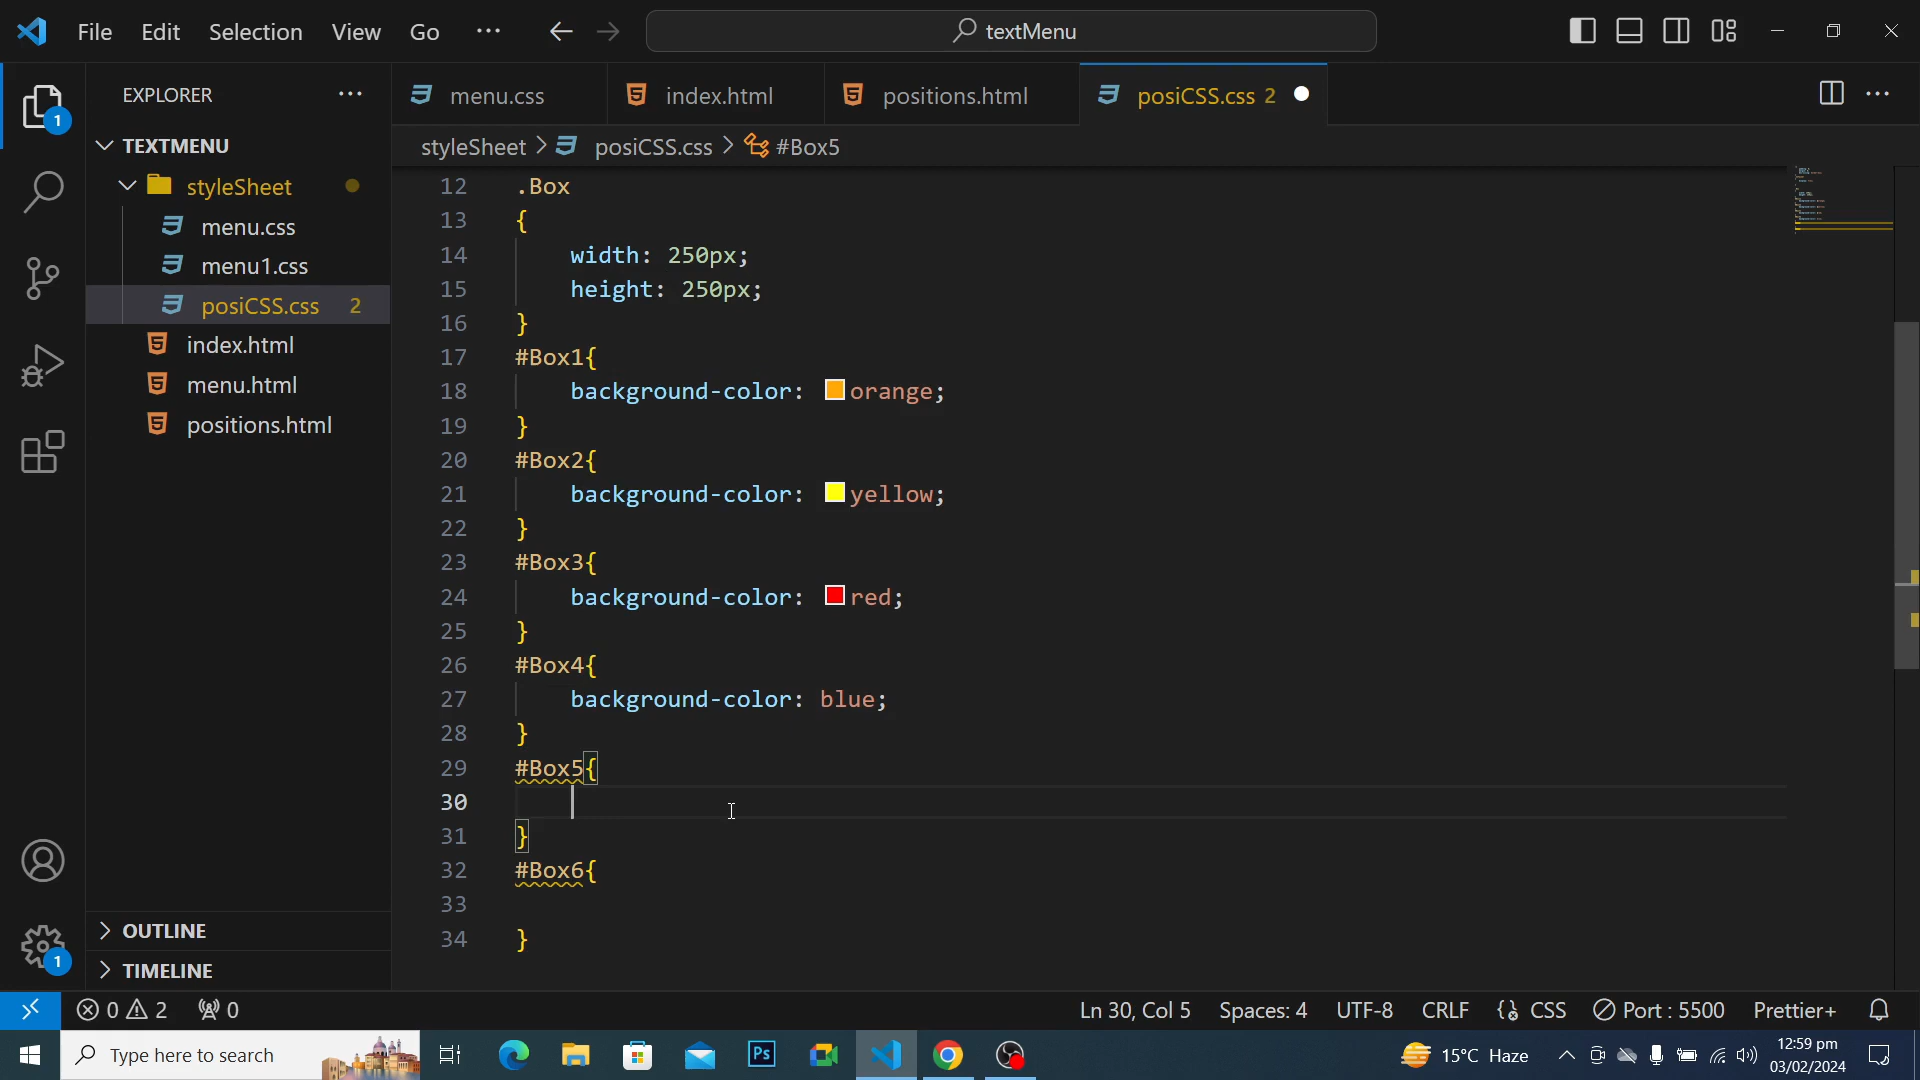 File Edit Selection View Go ... textMenu
EXPLORER ...
menu.css index.html positions.html posiCSS.css 2
TEXTMENU
styleSheet > posiCSS.css > #Box5
styleSheet
menu.css
menu1.css
posiCSS.css 2
index.html
menu.html
positions.html
OUTLINE
TIMELINE
1
1
12 .Box
13 {
14 width: 250px;
15 height: 250px;
16 }
17 #Box1{
18 background-color: orange;
19 }
20 #Box2{
21 background-color: yellow;
22 }
23 #Box3{
24 background-color: red;
25 }
26 #Box4{
27 background-color: blue;
28 }
29 #Box5{
30
31 }
32 #Box6{
33
34 }
0 2 0 Ln 30, Col 5 Spaces: 4 UTF-8 CRLF {} CSS Port : 5500 Prettier+
Type here to search Ps 15°C Haze 12:59 pm
03/02/2024